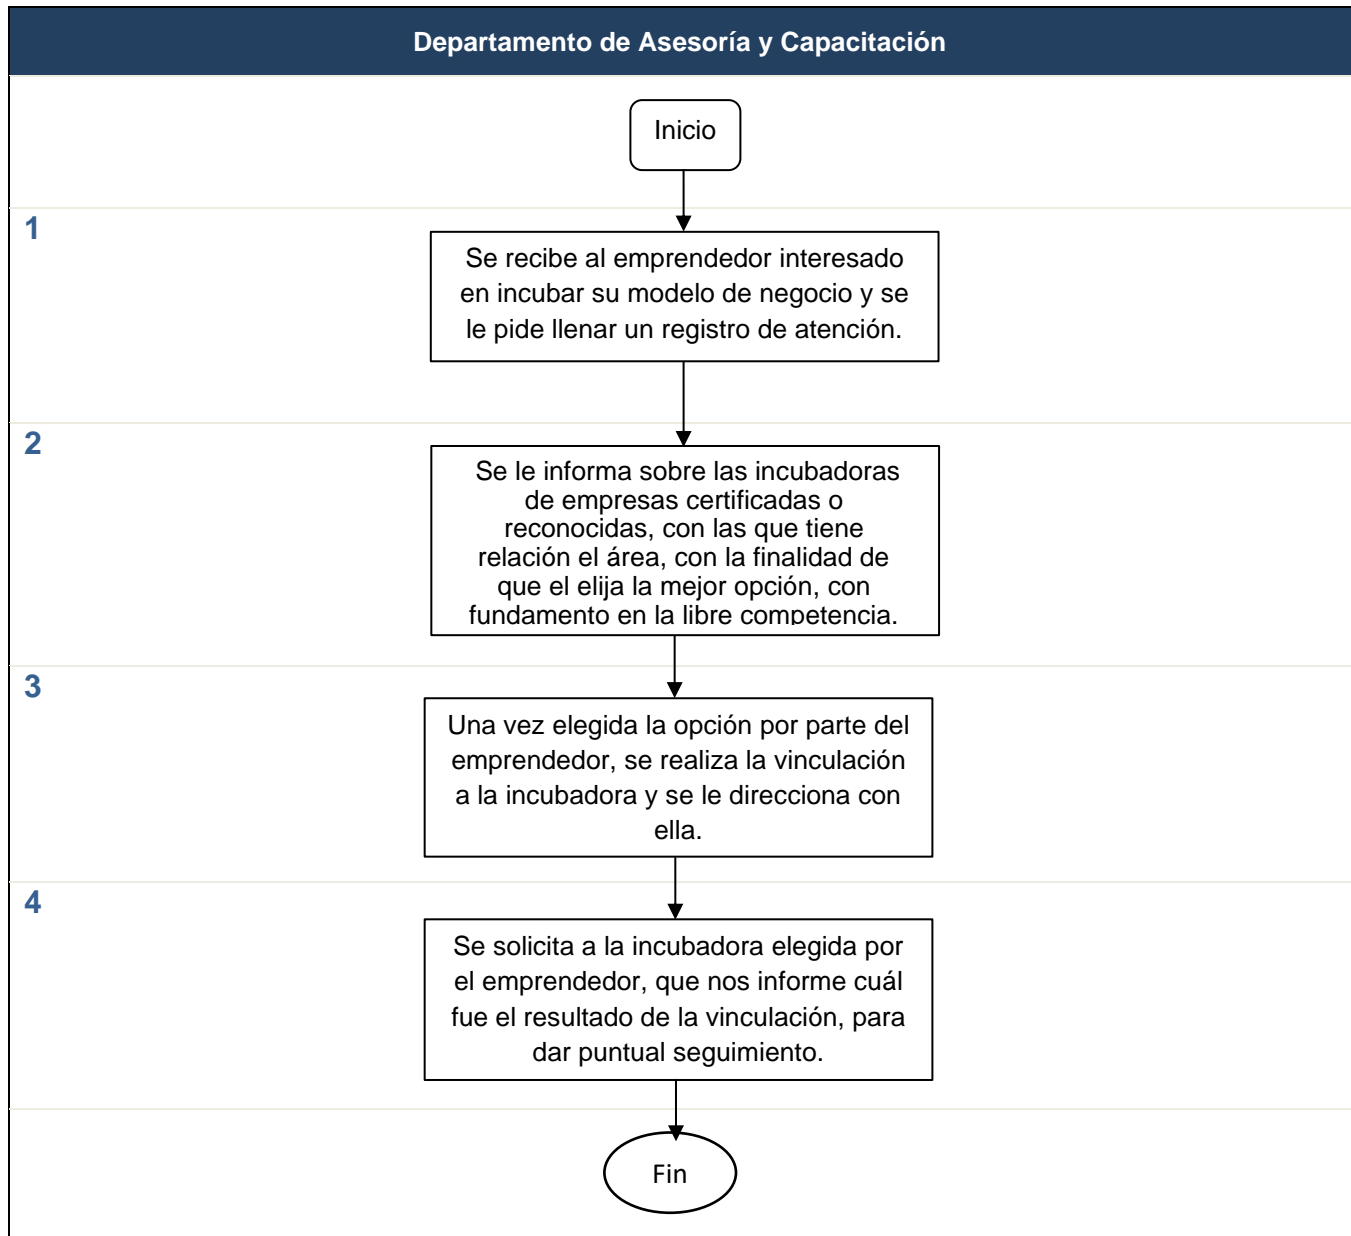 Departamento de Asesoría y Capacitación
Inicio
1
Se recibe al emprendedor interesado
en incubar su modelo de negocio y se
le pide llenar un registro de atención.
2
Se le informa sobre las incubadoras
de empresas certificadas o
reconocidas, con las que tiene
relación el área, con la finalidad de
que el elija la mejor opción, con
fundamento en la libre competencia.
3
Una vez elegida la opción por parte del
emprendedor, se realiza la vinculación
a la incubadora y se le direcciona con
ella.
4
Se solicita a la incubadora elegida por
el emprendedor, que nos informe cuál
fue el resultado de la vinculación, para
dar puntual seguimiento.
Fin